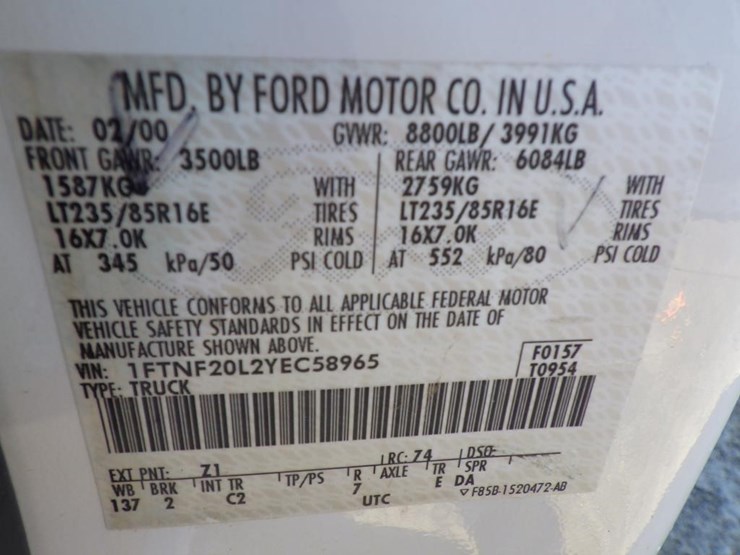 MFD. BY FORD MOTOR CO. IN U.S.A.
DATE: 02/00 GVWR: 8800LB/ 3991KG
FRONT GAWR: 3500LB REAR GAWR: 6084LB
1587KG WITH 2759KG WITH
LT235/85R16E TIRES LT235/85R16E TIRES
16X7.0K RIMS 16X7.0K RIMS
AT 345 kPa/50 PSI COLD AT 552 kPa/80 PSI COLD
THIS VEHICLE CONFORMS TO ALL APPLICABLE FEDERAL MOTOR
VEHICLE SAFETY STANDARDS IN EFFECT ON THE DATE OF
MANUFACTURE SHOWN ABOVE.
VIN: 1FTNF20L2YEC58965 F0157
TYPE: TRUCK T0954
EXT PNT: Z1 RC: 74 DSO:
WB BRK INT TR TP/PS R AXLE TR SPR
137 2 C2 7 E DA
UTC F85B-1520472-AB